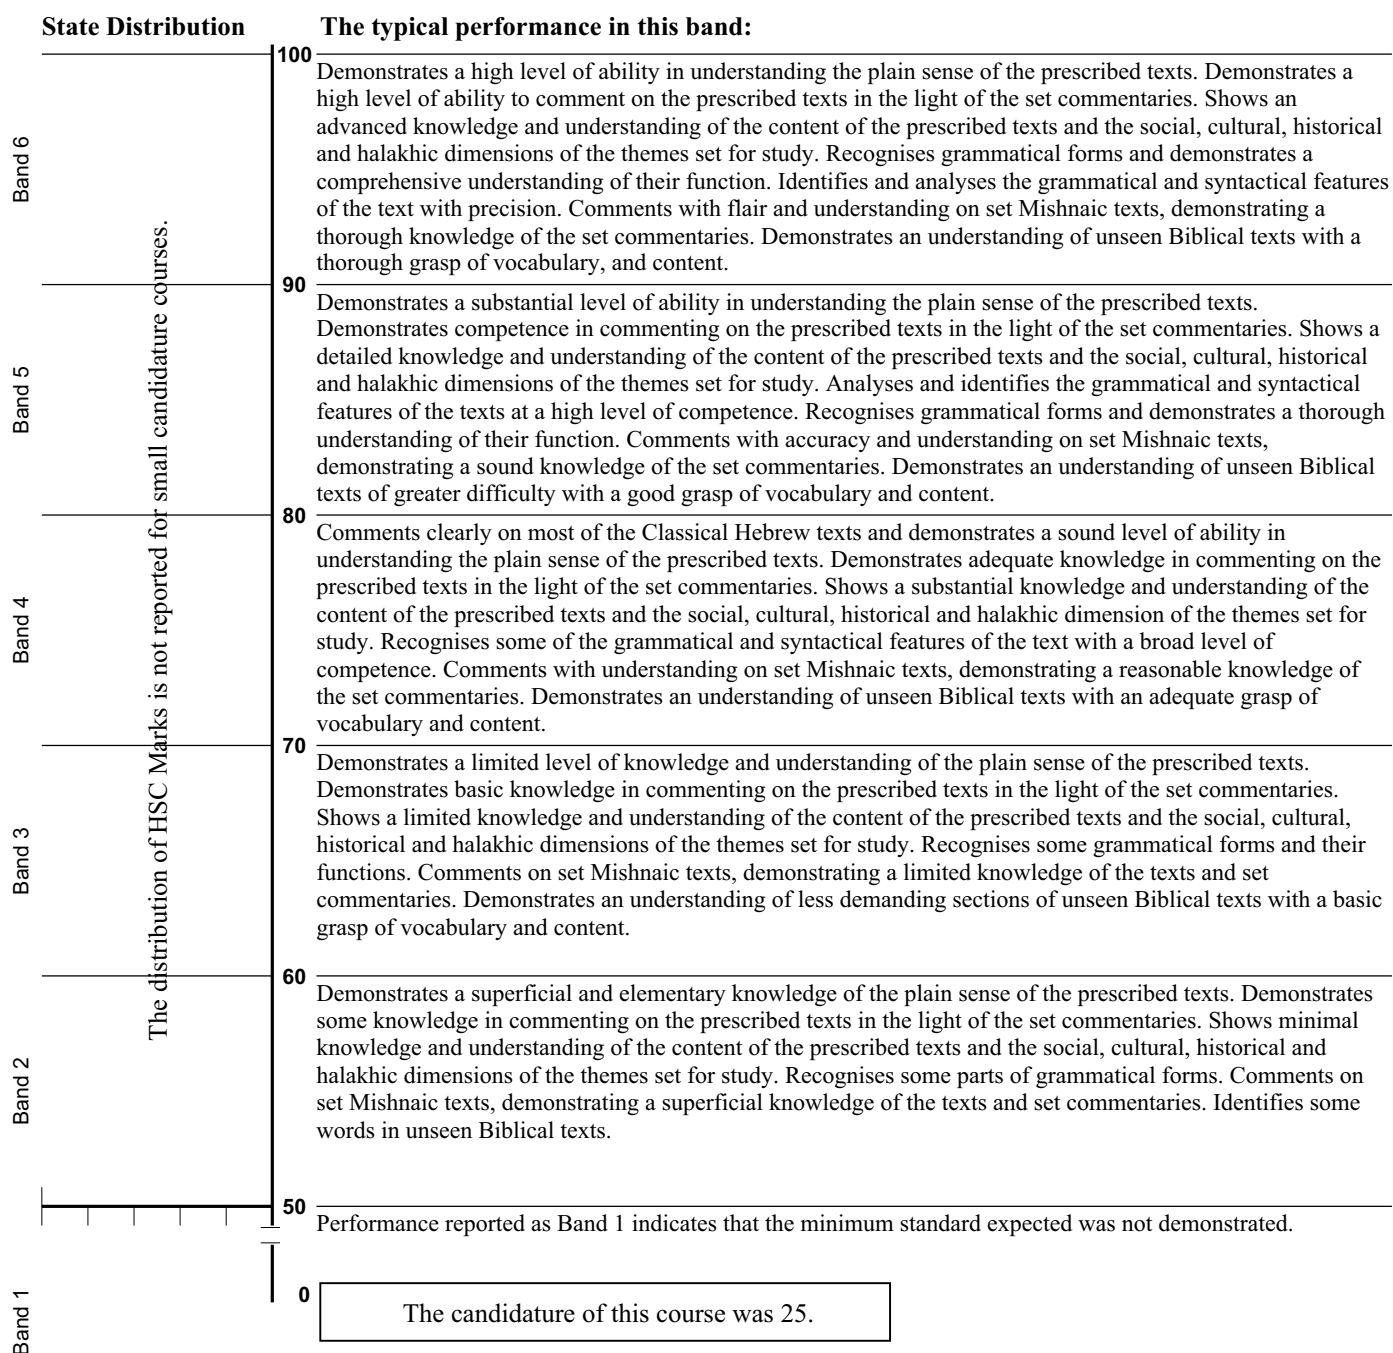 State Distribution
The typical performance in this band:
100
Demonstrates a high level of ability in understanding the plain sense of the prescribed texts. Demonstrates a
high level of ability to comment on the prescribed texts in the light of the set commentaries. Shows an
advanced knowledge and understanding of the content of the prescribed texts and the social, cultural, historical
and halakhic dimensions of the themes set for study. Recognises grammatical forms and demonstrates a
comprehensive understanding of their function. Identifies and analyses the grammatical and syntactical features
of the text with precision. Comments with flair and understanding on set Mishnaic texts, demonstrating a
thorough knowledge of the set commentaries. Demonstrates an understanding of unseen Biblical texts with a
thorough grasp of vocabulary, and content.
Band 6
90
Demonstrates a substantial level of ability in understanding the plain sense of the prescribed texts.
Demonstrates competence in commenting on the prescribed texts in the light of the set commentaries. Shows a
detailed knowledge and understanding of the content of the prescribed texts and the social, cultural, historical
and halakhic dimensions of the themes set for study. Analyses and identifies the grammatical and syntactical
features of the texts at a high level of competence. Recognises grammatical forms and demonstrates a thorough
understanding of their function. Comments with accuracy and understanding on set Mishnaic texts,
demonstrating a sound knowledge of the set commentaries. Demonstrates an understanding of unseen Biblical
texts of greater difficulty with a good grasp of vocabulary and content.
Band 5
80
Comments clearly on most of the Classical Hebrew texts and demonstrates a sound level of ability in
understanding the plain sense of the prescribed texts. Demonstrates adequate knowledge in commenting on the
prescribed texts in the light of the set commentaries. Shows a substantial knowledge and understanding of the
content of the prescribed texts and the social, cultural, historical and halakhic dimension of the themes set for
study. Recognises some of the grammatical and syntactical features of the text with a broad level of
competence. Comments with understanding on set Mishnaic texts, demonstrating a reasonable knowledge of
the set commentaries. Demonstrates an understanding of unseen Biblical texts with an adequate grasp of
vocabulary and content.
Band 4
The distribution of HSC Marks is not reported for small candidature courses.
70
Demonstrates a limited level of knowledge and understanding of the plain sense of the prescribed texts.
Demonstrates basic knowledge in commenting on the prescribed texts in the light of the set commentaries.
Shows a limited knowledge and understanding of the content of the prescribed texts and the social, cultural,
historical and halakhic dimensions of the themes set for study. Recognises some grammatical forms and their
functions. Comments on set Mishnaic texts, demonstrating a limited knowledge of the texts and set
commentaries. Demonstrates an understanding of less demanding sections of unseen Biblical texts with a basic
grasp of vocabulary and content.
Band 3
60
Demonstrates a superficial and elementary knowledge of the plain sense of the prescribed texts. Demonstrates
some knowledge in commenting on the prescribed texts in the light of the set commentaries. Shows minimal
knowledge and understanding of the content of the prescribed texts and the social, cultural, historical and
halakhic dimensions of the themes set for study. Recognises some parts of grammatical forms. Comments on
set Mishnaic texts, demonstrating a superficial knowledge of the texts and set commentaries. Identifies some
words in unseen Biblical texts.
Band 2
50
Performance reported as Band 1 indicates that the minimum standard expected was not demonstrated.
0
Band 1
The candidature of this course was 25.